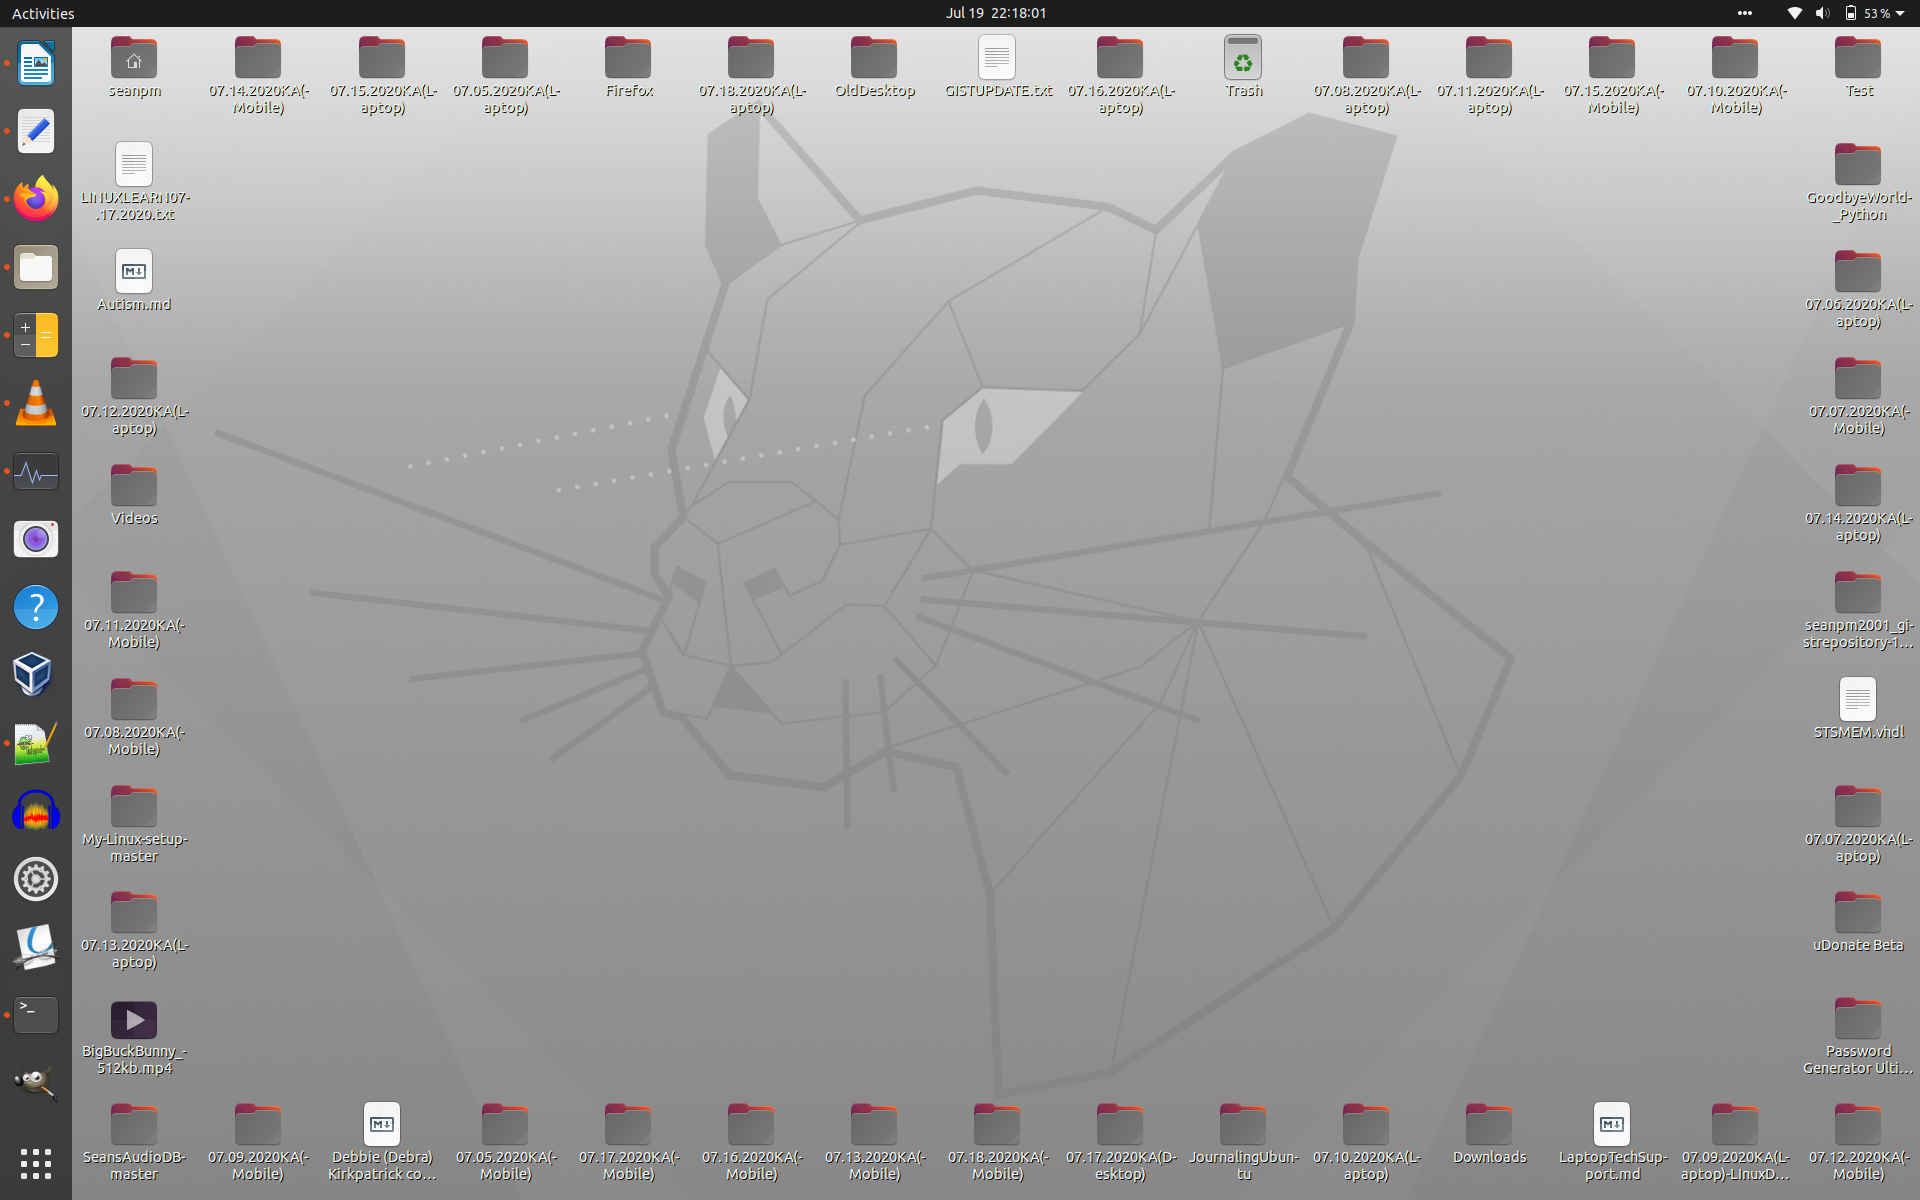 Activities
Jul 19 22:18:01
53 %
seanpm
07.14.2020KA(-
Mobile)
07.15.2020KA(L-
aptop)
07.05.2020KA(L-
aptop)
Firefox
07.18.2020KA(L-
aptop)
OldDesktop
GISTUPDATE.txt
07.16.2020KA(L-
aptop)
Trash
07.08.2020KA(L-
aptop)
07.11.2020KA(L-
aptop)
07.15.2020KA(-
Mobile)
07.10.2020KA(-
Mobile)
Test
LINUXLEARN07-
.17.2020.txt
GoodbyeWorld-
_Python
Autism.md
07.06.2020KA(L-
aptop)
07.12.2020KA(L-
aptop)
07.07.2020KA(-
Mobile)
Videos
07.14.2020KA(L-
aptop)
07.11.2020KA(-
Mobile)
seanpm2001_gi-
strepository-1...
07.08.2020KA(-
Mobile)
STSMEM.vhdl
My-Linux-setup-
master
07.07.2020KA(L-
aptop)
07.13.2020KA(L-
aptop)
uDonate Beta
BigBuckBunny_-
512kb.mp4
Password
Generator Ulti...
SeansAudioDB-
master
07.09.2020KA(-
Mobile)
Debbie (Debra)
Kirkpatrick co...
07.05.2020KA(-
Mobile)
07.17.2020KA(-
Mobile)
07.16.2020KA(-
Mobile)
07.13.2020KA(-
Mobile)
07.18.2020KA(-
Mobile)
07.17.2020KA(D-
esktop)
JournalingUbun-
tu
07.10.2020KA(L-
aptop)
Downloads
LaptopTechSup-
port.md
07.09.2020KA(L-
aptop)-LInuxD...
07.12.2020KA(-
Mobile)